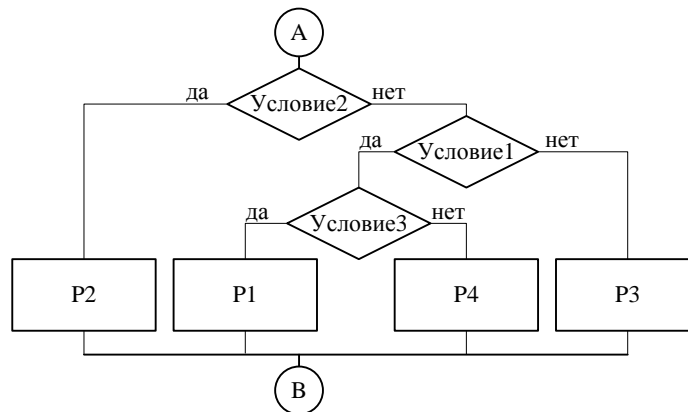 A
да
Условие2
нет
да
Условие1
нет
да
Условие3
нет
P2
P1
P4
P3
B